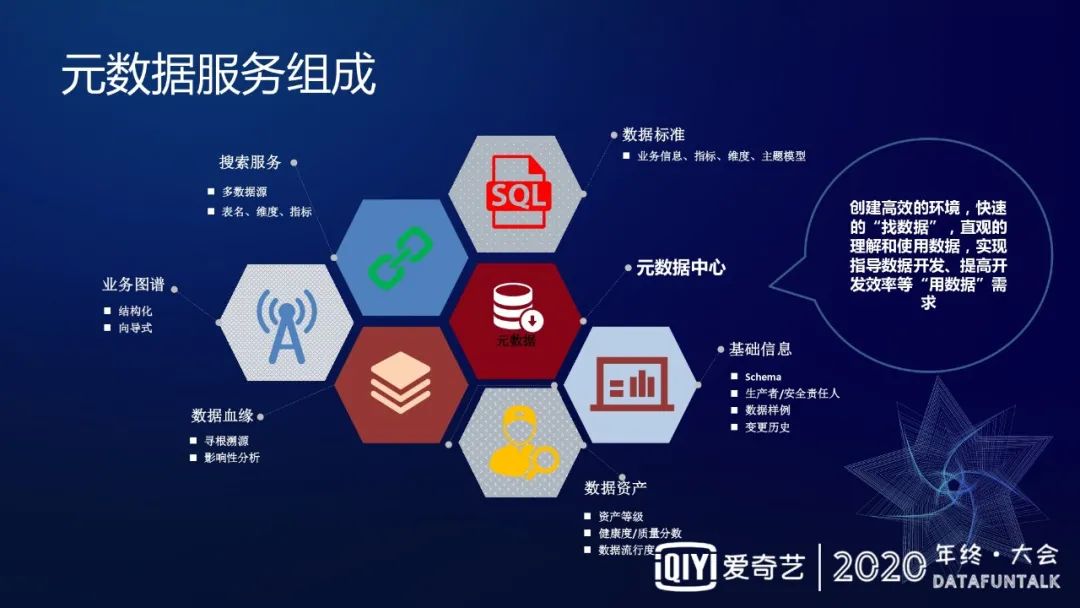 元数据服务组成
数据标准
业务信息、指标、维度、主题模型
搜索服务
多数据源
表名、维度、指标
SQL
创建高效的环境，快速
的“找数据”，直观的
理解和使用数据，实现
指导数据开发、提高开
发效率等“用数据”需
求
元数据中心
业务图谱
结构化
向导式
元数据
基础信息
Schema
生产者/安全责任人
数据样例
变更历史
数据血缘
寻根溯源
影响性分析
数据资产
资产等级
健康度/质量分数
数据流行度
iQIY 爱奇艺
2020 年终·大会
DATAFUNTALK